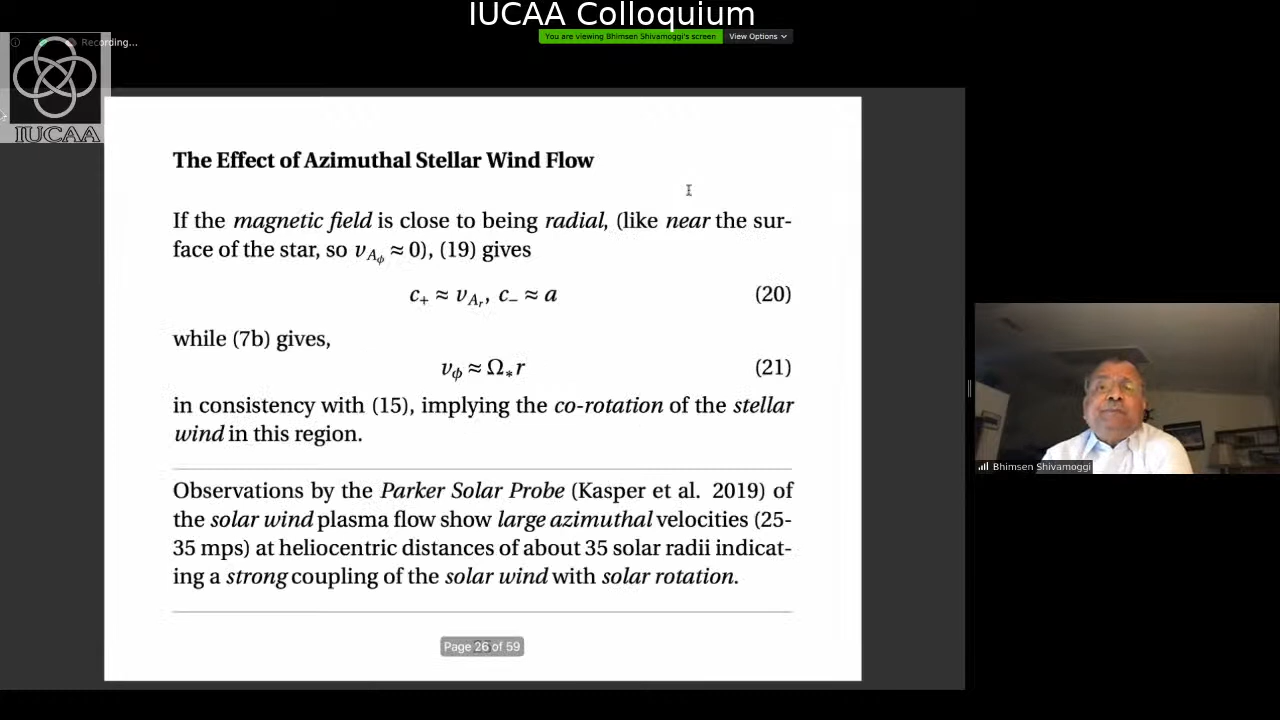 IUCAA Colloquium
Recording...
You are viewing Bhimsen Shivamoggi's screen
View Options
IUCAA
The Effect of Azimuthal Stellar Wind Flow
If the magnetic field is close to being radial, (like near the sur-
face of the star, so v_{A_ϕ} ≈ 0), (19) gives
c₊ ≈ v_{A_r}, c₋ ≈ a (20)
while (7b) gives,
v_ϕ ≈ Ω_* r (21)
in consistency with (15), implying the co-rotation of the stellar
wind in this region.
Observations by the Parker Solar Probe (Kasper et al. 2019) of
the solar wind plasma flow show large azimuthal velocities (25-
35 mps) at heliocentric distances of about 35 solar radii indicat-
ing a strong coupling of the solar wind with solar rotation.
Page 26 of 59
Bhimsen Shivamoggi